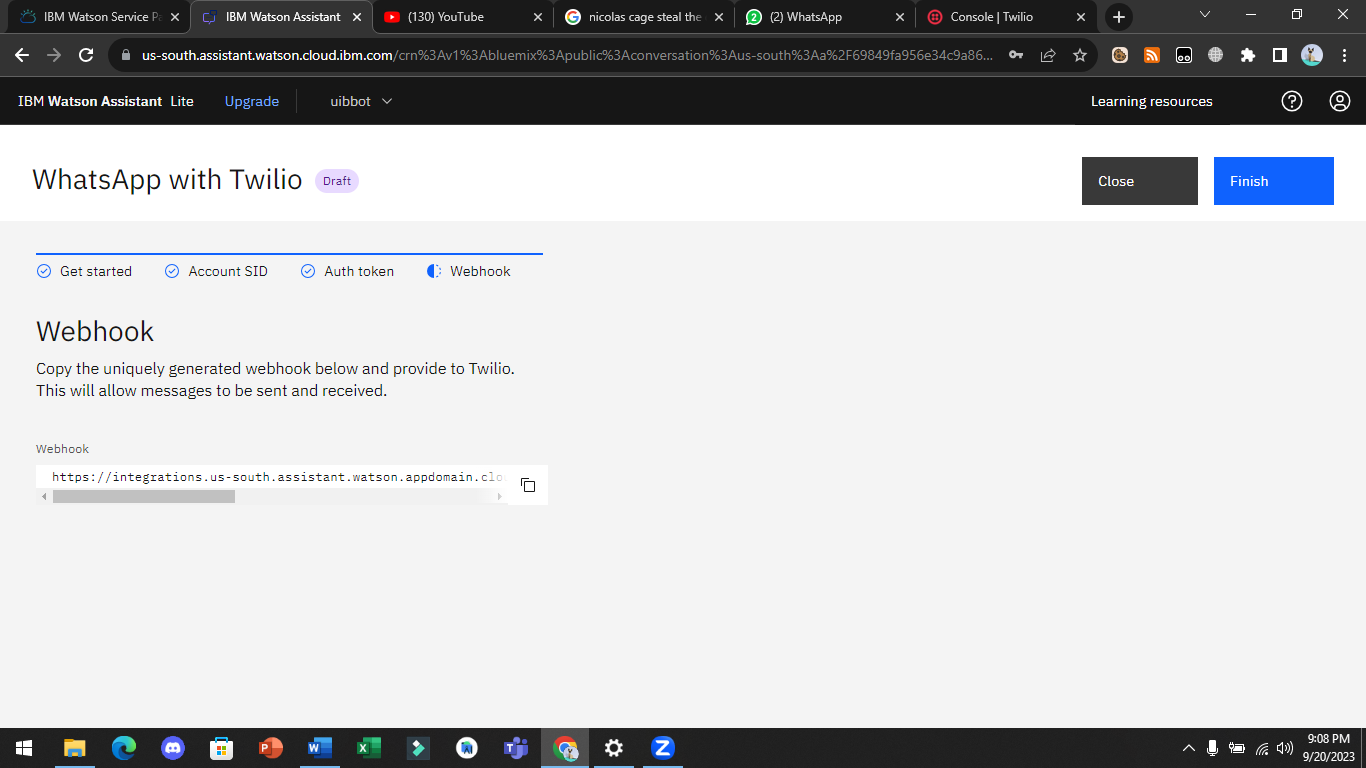 IBM Watson Service Pa
IBM Watson Assistant
(130) YouTube
nicolas cage steal the
(2) WhatsApp
Console | Twilio
us-south.assistant.watson.cloud.ibm.com/crn%3Av1%3Abluemix%3Apublic%3Aconversation%3Aus-south%3Aa%2F69849fa956e34c9a86...
IBM Watson Assistant Lite
Upgrade
uibbot
Learning resources
WhatsApp with Twilio
Draft
Close
Finish
Get started
Account SID
Auth token
Webhook
Webhook
Copy the uniquely generated webhook below and provide to Twilio.
This will allow messages to be sent and received.
Webhook
https://integrations.us-south.assistant.watson.appdomain.clo
9:08 PM
9/20/2023